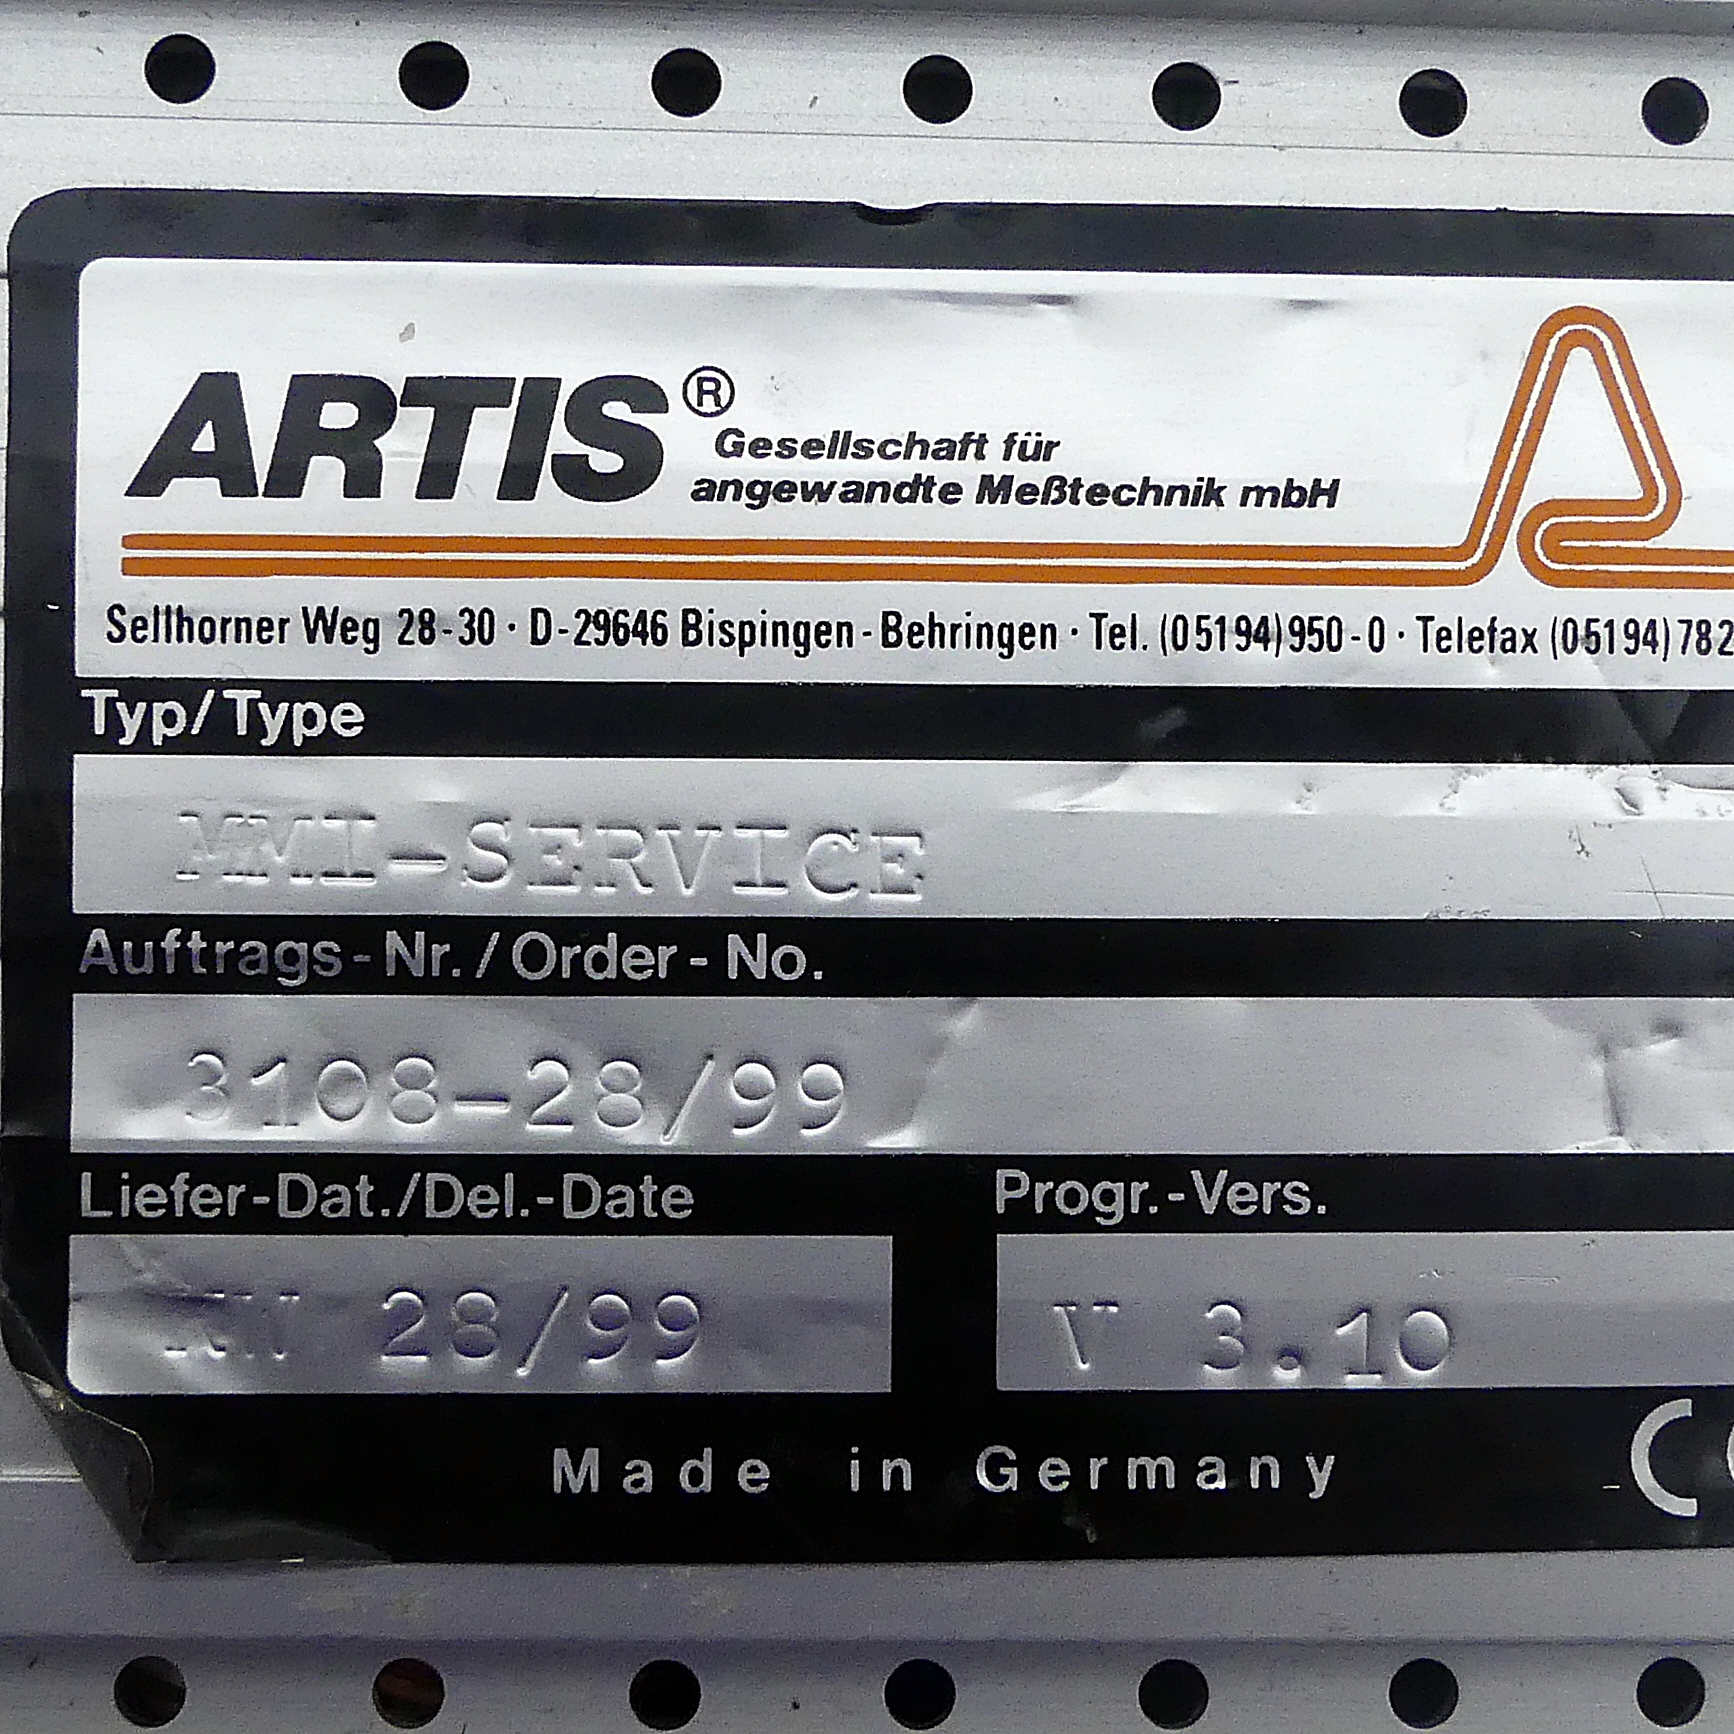 ARTIS®
Gesellschaft für
angewandte Meßtechnik mbH
Sellhorner Weg 28-30 · D-29646 Bispingen-Behringen · Tel. (05194)950-0 · Telefax (05194)782
Typ/Type
MMI-SERVICE
Auftrags-Nr./Order-No.
3108-28/99
Liefer-Dat./Del.-Date
Progr.-Vers.
KW 28/99
V 3.10
Made in Germany
CE